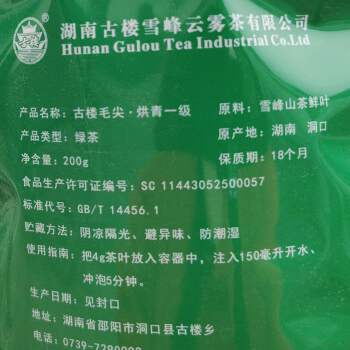 湖南古楼雪峰云雾茶有限公司
Hunan Gulou Tea Industrial Co.,Ltd
产品名称：古楼毛尖·烘青一级 原料：雪峰山茶鲜叶
产品类型：绿茶 原产地：湖南 洞口
净含量：200g 保质期：18个月
食品生产许可证编号：SC 11443052500057
标准代号：GB/T 14456.1
贮藏方法：阴凉隔光、避异味、防潮湿
使用指南：把4g茶叶放入容器中，注入150毫升开水、
冲泡5分钟。
生产日期：见封口
地址：湖南省邵阳市洞口县古楼乡
电话：0739-7280